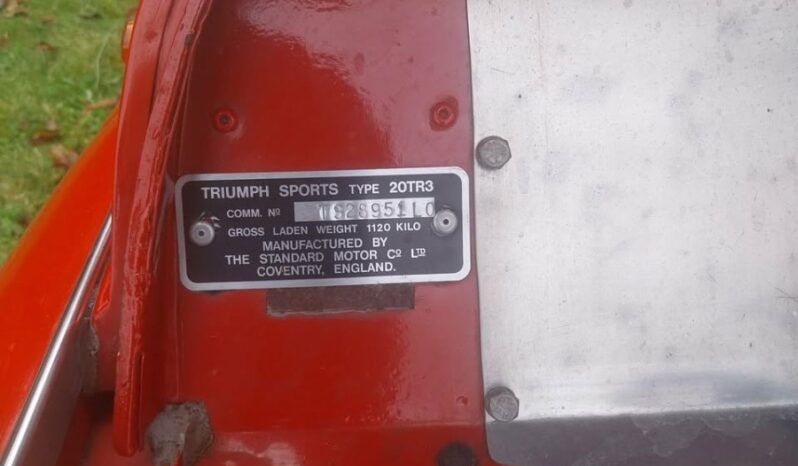 TRIUMPH SPORTS TYPE 20TR3
COMM. Nº TS28951LO
GROSS LADEN WEIGHT 1120 KILO
MANUFACTURED BY
THE STANDARD MOTOR Cº LTD
COVENTRY, ENGLAND.